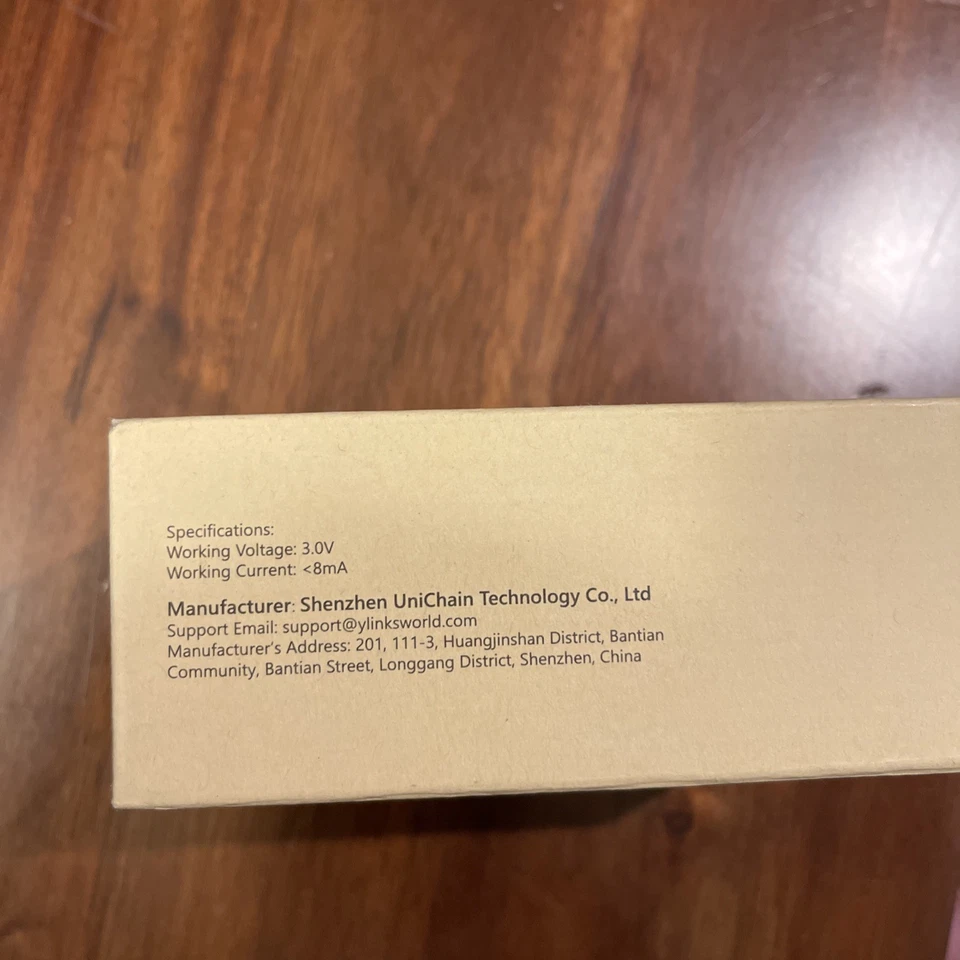 Specifications:
Working Voltage: 3.0V
Working Current: <8mA
Manufacturer: Shenzhen UniChain Technology Co., Ltd
Support Email: support@ylinksworld.com
Manufacturer's Address: 201, 111-3, Huangjinshan District, Bantian
Community, Bantian Street, Longgang District, Shenzhen, China